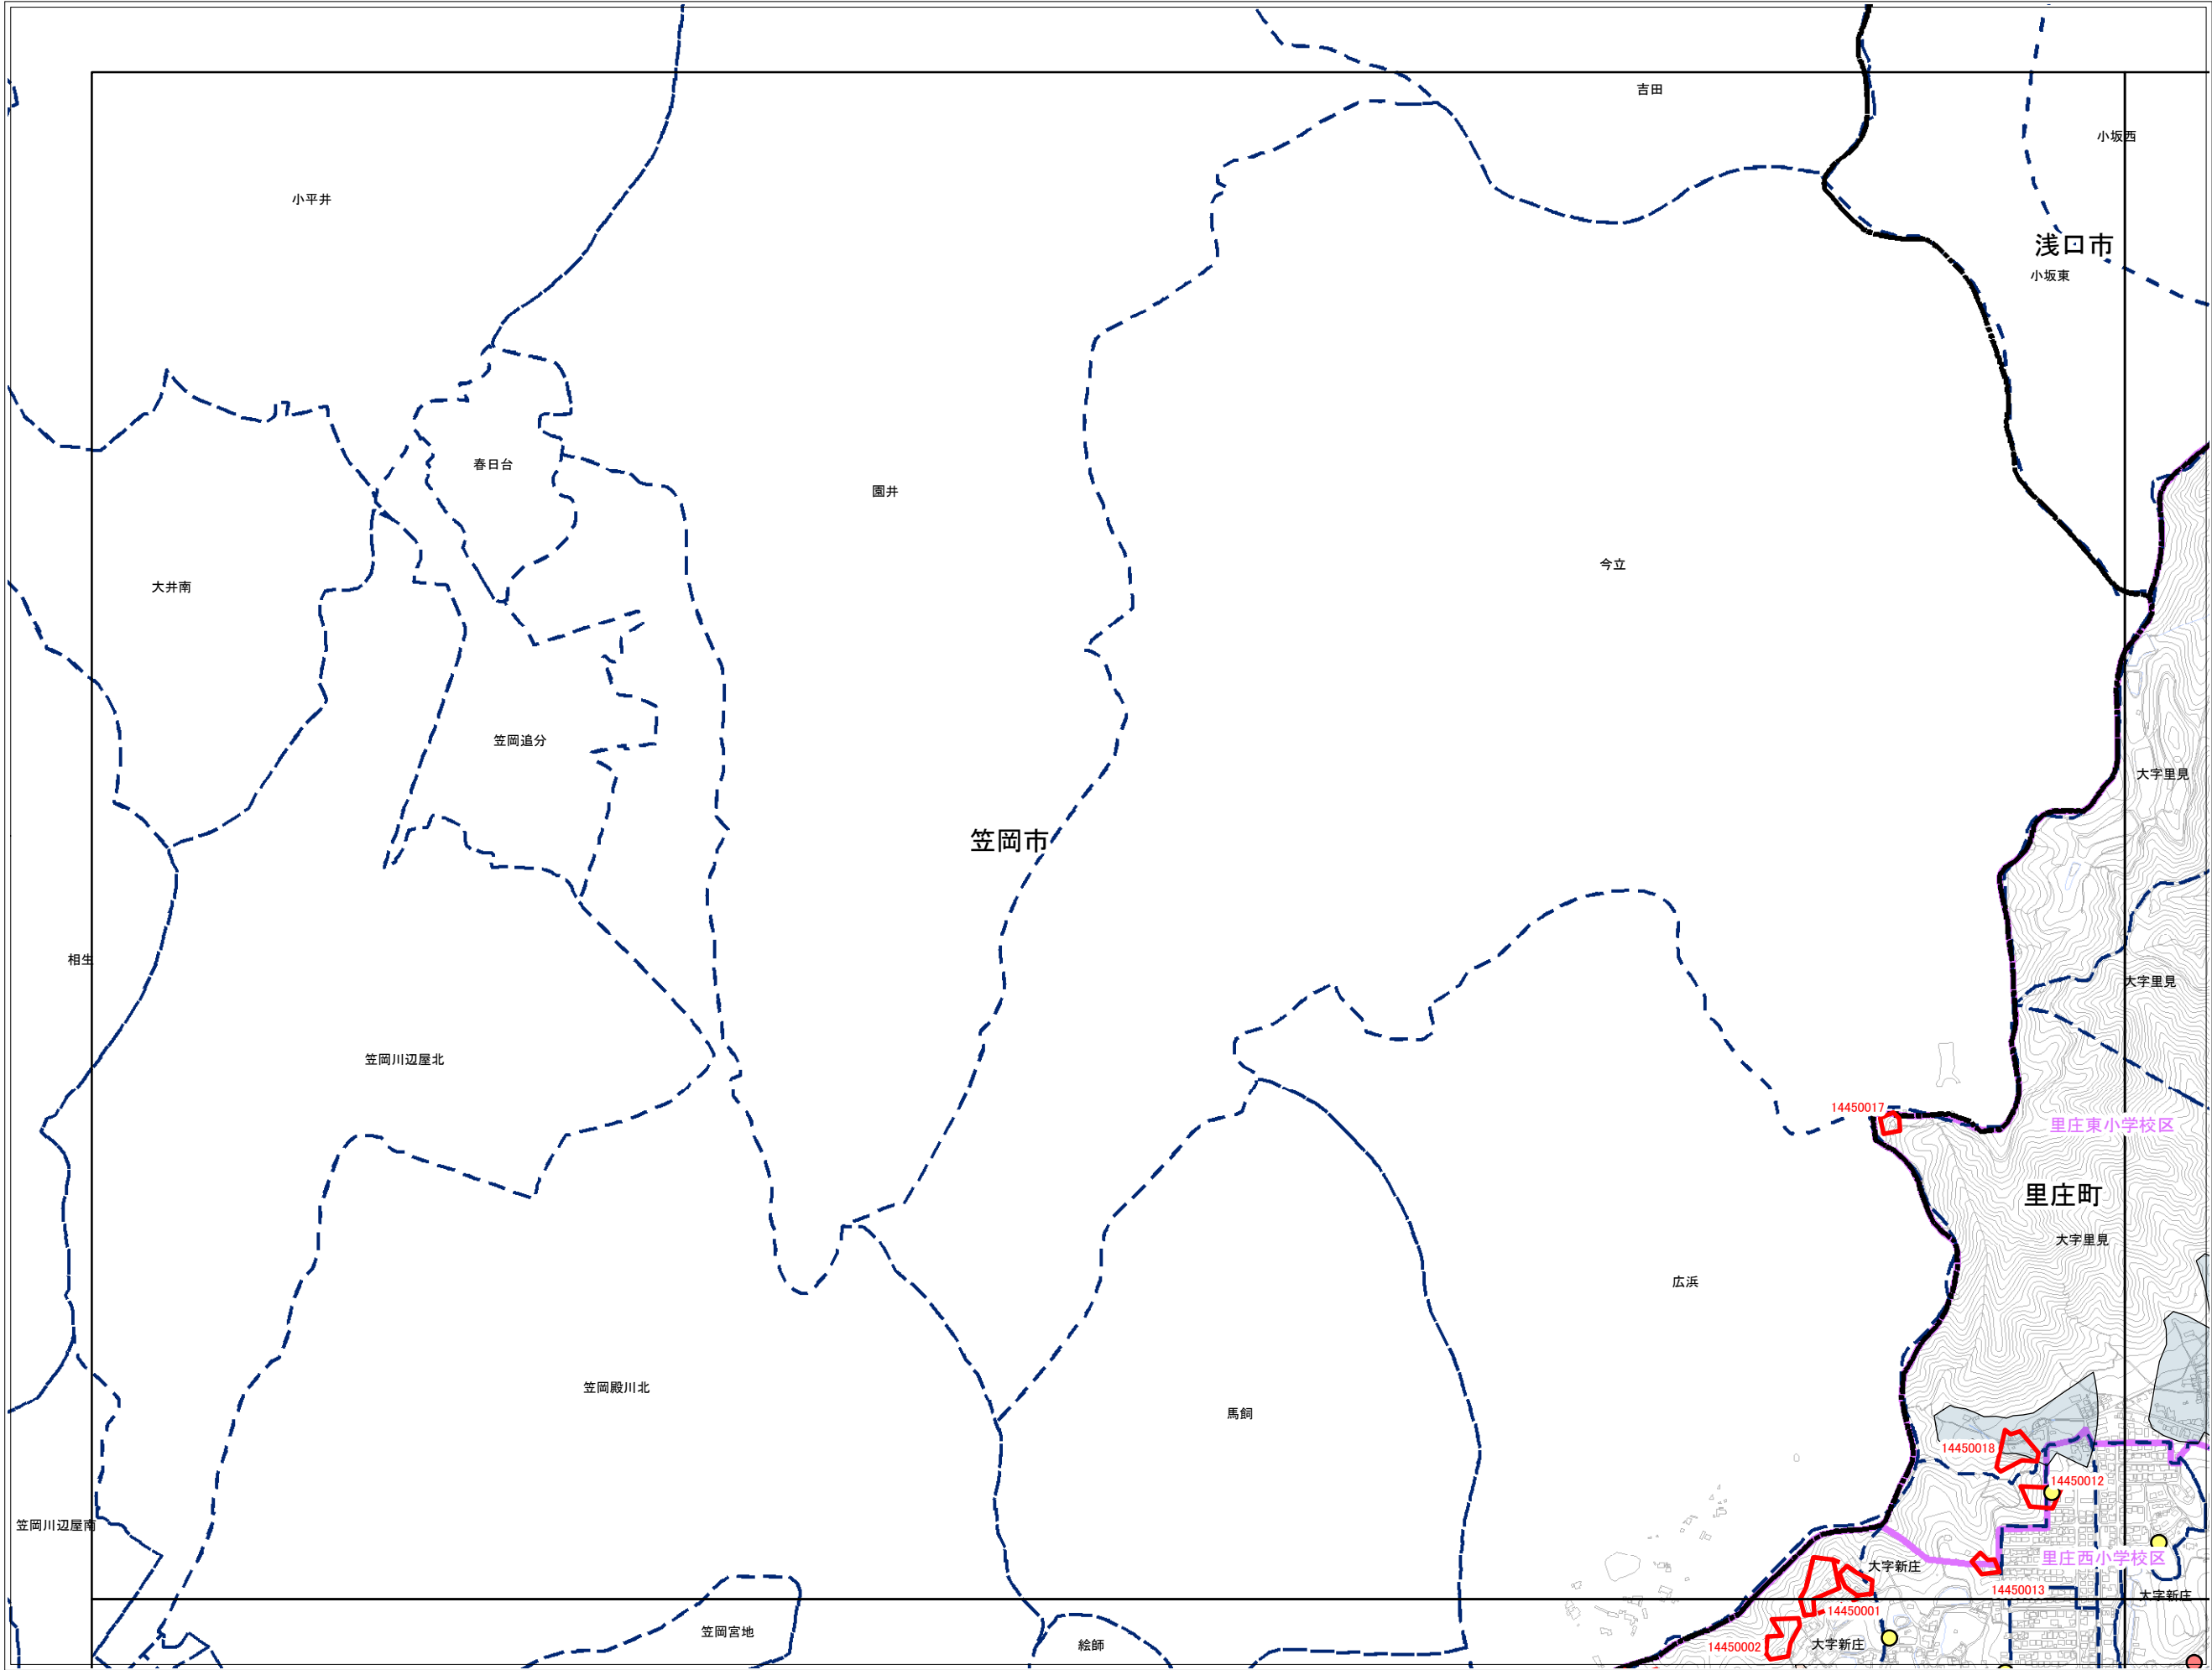 吉田
小坂西
小平井
浅口市
小坂東
春日台
園井
今立
大井南
笠岡追分
大字里見
笠岡市
相生
大字里見
笠岡川辺屋北
14450017
里庄東小学校区
里庄町
大字里見
広浜
笠岡殿川北
馬飼
14450018
14450012
笠岡川辺屋南
里庄西小学校区
大字新庄
14450013
大字新庄
14450001
笠岡宮地
絵師
14450002
大字新庄